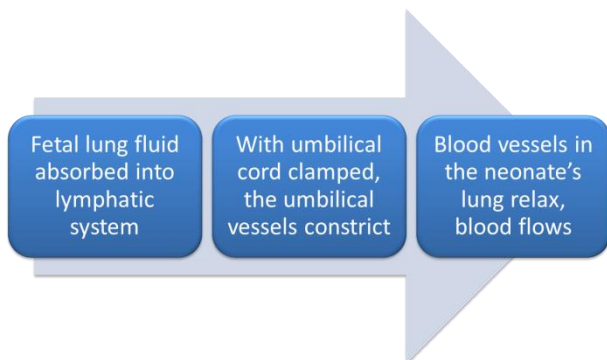 Fetal lung fluid
absorbed into
lymphatic
system
With umbilical
cord clamped,
the umbilical
vessels constrict
Blood vessels in
the neonate's
lung relax,
blood flows